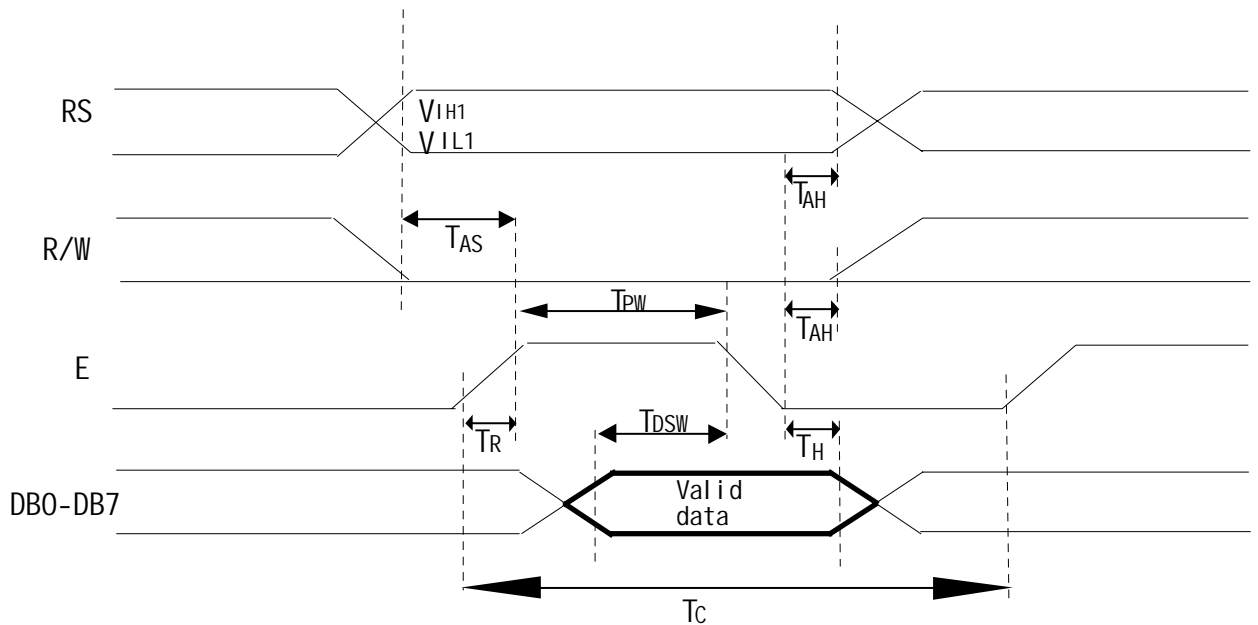 RS
VIH1
VIL1
TAH
R/W
TAS
TPW
TAH
E
TR
TDSW
TH
DB0-DB7
Valid
data
TC